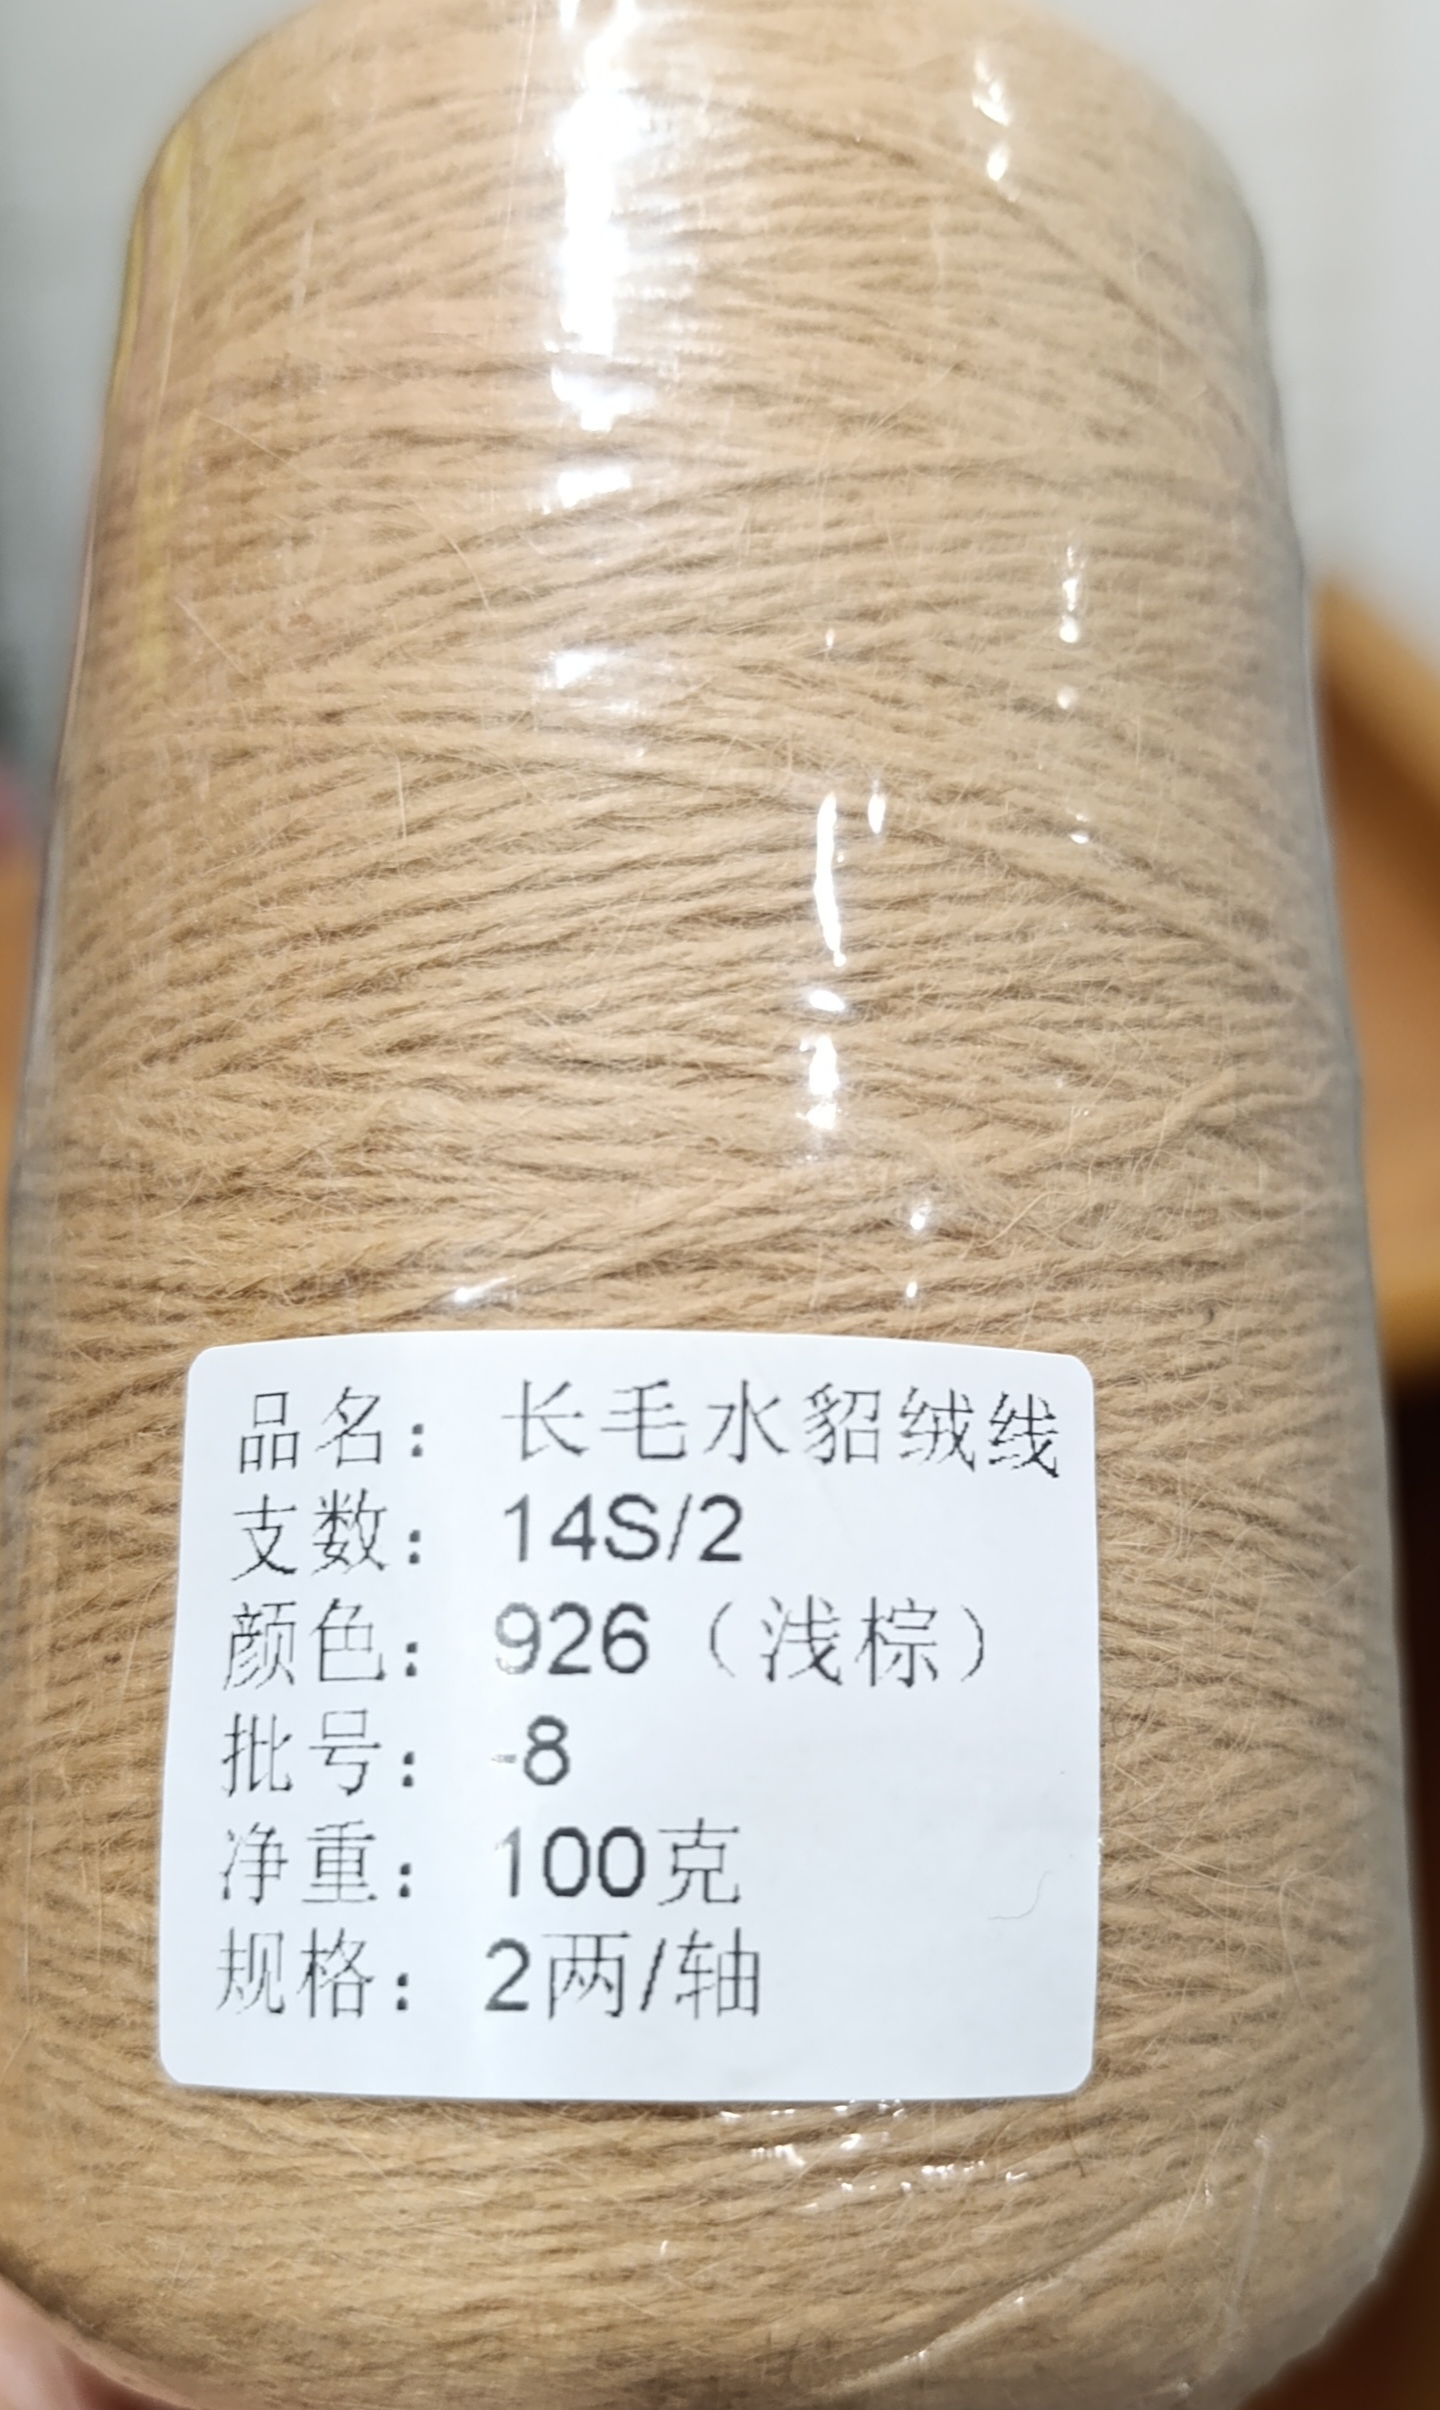 品名：长毛水貂绒线
支数：14S/2
颜色：926（浅棕）
批号：-8
净重：100克
规格：2两/轴